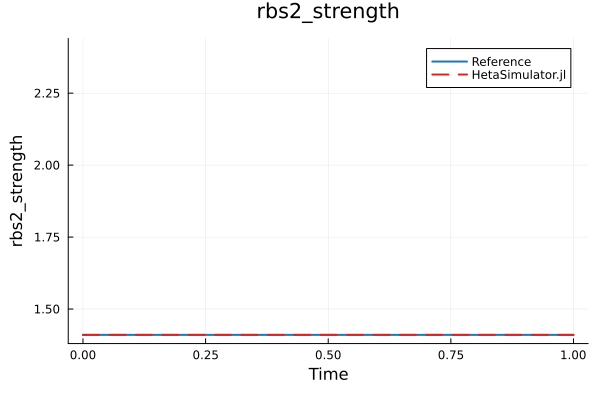 rbs2_strength
Reference
HetaSimulator.jl
rbs2_strength
2.25
2.00
1.75
1.50
0.00 0.25 0.50 0.75 1.00
Time